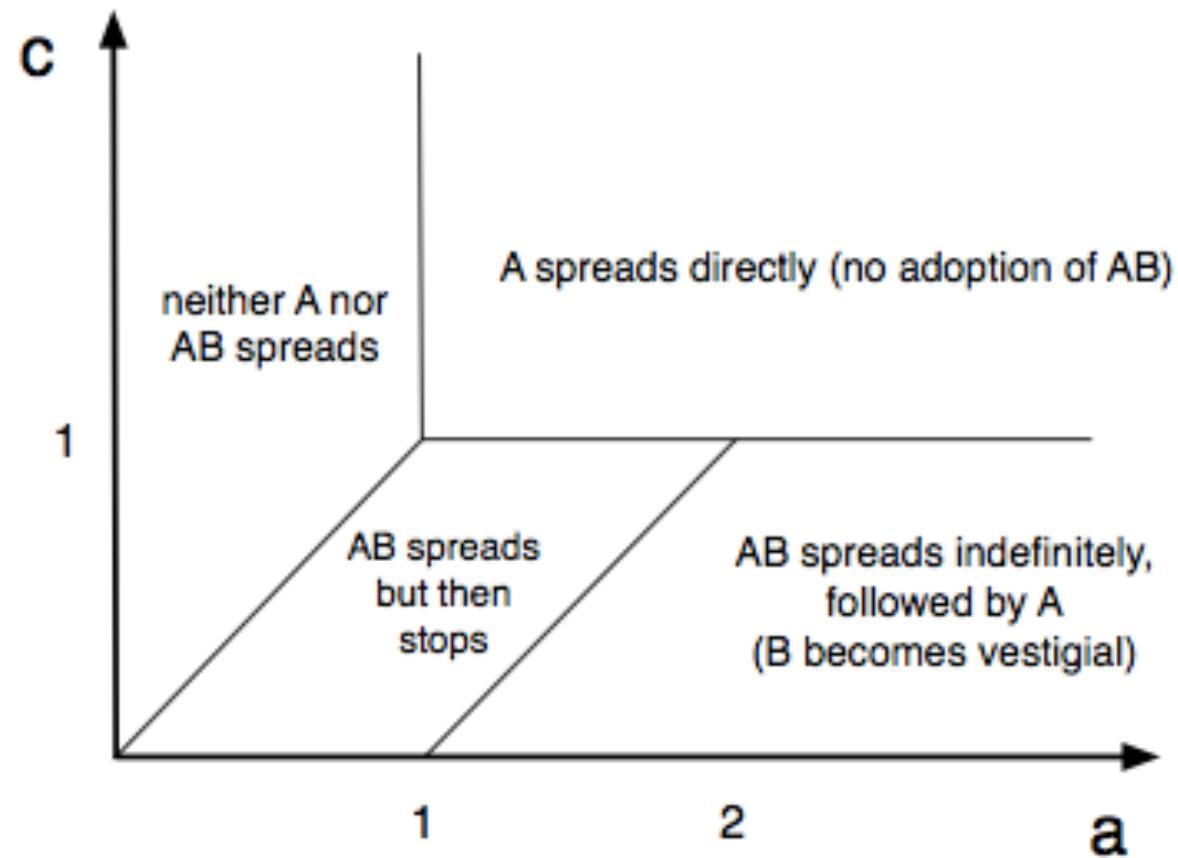 c
A spreads directly (no adoption of AB)
neither A nor
AB spreads
1
AB spreads
but then
stops
AB spreads indefinitely,
followed by A
(B becomes vestigial)
1
2
a